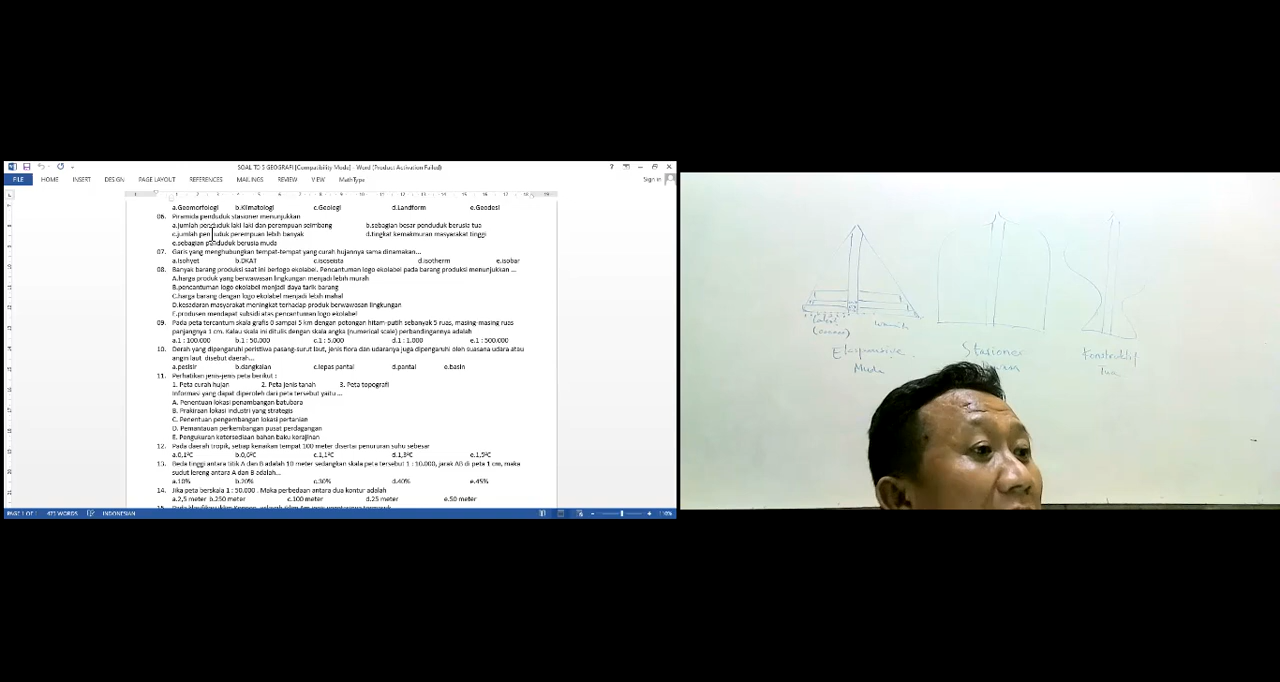 SOAL TO 5 GEOGRAFI [Compatibility Mode] - Word (Product Activation Failed)
FILE HOME INSERT DESIGN PAGE LAYOUT REFERENCES MAILINGS REVIEW VIEW MathType Sign in
a.Geomorfologi b.Klimatologi c.Geologi d.Landform e.Geodesi
06. Piramida penduduk stasioner menunjukkan
a.jumlah penduduk laki laki dan perempuan seimbang b.sebagian besar penduduk berusia tua
c.jumlah penduduk perempuan lebih banyak d.tingkat kemakmuran masyarakat tinggi
e.sebagian penduduk berusia muda
07. Garis yang menghubungkan tempat-tempat yang curah hujannya sama dinamakan...
a.Isohyet b.DKAT c.isoseista d.isotherm e.isobar
08. Banyak barang produksi saat ini berlogo ekolabel. Pencantuman logo ekolabel pada barang produksi menunjukkan ...
A.harga produk yang berwawasan lingkungan menjadi lebih murah
B.pencantuman logo ekolabel menjadi daya tarik barang
C.harga barang dengan logo ekolabel menjadi lebih mahal
D.kesadaran masyarakat meningkat terhadap produk berwawasan lingkungan
E.produsen mendapat subsidi atas pencantuman logo ekolabel
09. Pada peta tercantum skala grafis 0 sampai 5 km dengan potongan hitam-putih sebanyak 5 ruas, masing-masing ruas
panjangnya 1 cm. Kalau skala ini ditulis dengan skala angka (numerical scale) perbandingannya adalah
a.1 : 100.000 b.1 : 50.000 c.1 : 5.000 d.1 : 1.000 e.1 : 500.000
10. Derah yang dipengaruhi peristiwa pasang-surut laut, jenis flora dan udaranya juga dipengaruhi oleh suasana udara atau
angin laut disebut daerah...
a.pesisir b.dangkalan c.lepas pantai d.pantai e.basin
11. Perhatikan jenis-jenis peta berikut :
1. Peta curah hujan 2. Peta jenis tanah 3. Peta topografi
Informasi yang dapat diperoleh dari peta tersebut yaitu ...
A. Penentuan lokasi penambangan batubara
B. Prakiraan lokasi industri yang strategis
C. Penentuan pengembangan lokasi pertanian
D. Pemantauan perkembangan pusat perdagangan
E. Pengukuran ketersediaan bahan baku kerajinan
12. Pada daerah tropik, setiap kenaikan tempat 100 meter disertai penurunan suhu sebesar
a.0,1°C b.0,6°C c.1,1°C d.1,3°C e.1,5°C
13. Beda tinggi antara titik A dan B adalah 10 meter sedangkan skala peta tersebut 1 : 10.000, jarak AB di peta 1 cm, maka
sudut lereng antara A dan B adalah...
a.10% b.20% c.30% d.40% e.45%
14. Jika peta berskala 1 : 50.000 . Maka perbedaan antara dua kontur adalah
a.2,5 meter b.250 meter c.100 meter d.25 meter e.50 meter
PAGE 1 OF 473 WORDS INDONESIAN
wanita
Stasioner
Muda
Tua